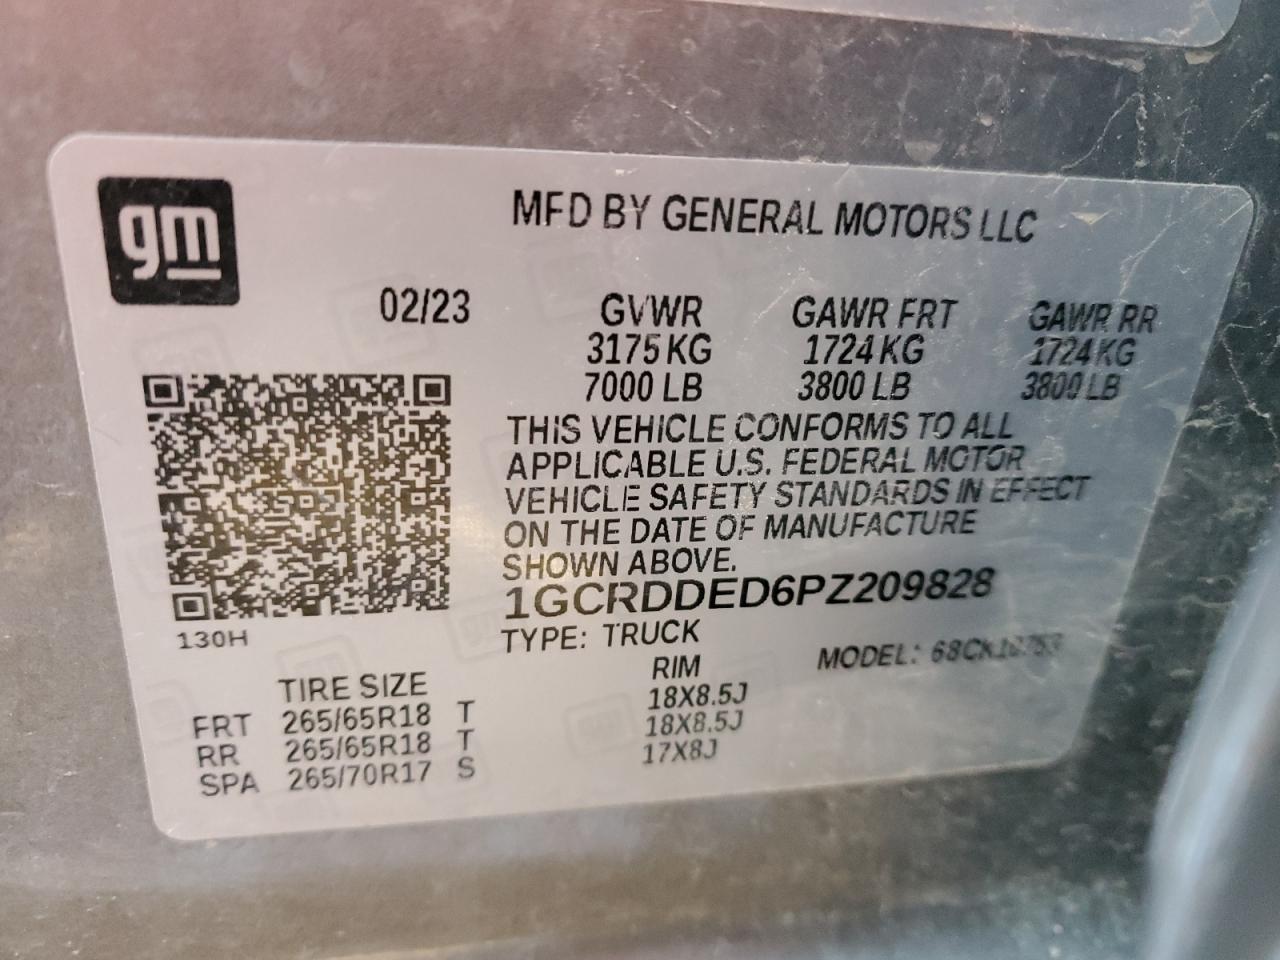 gm
MFD BY GENERAL MOTORS LLC
02/23 GVWR GAWR FRT GAWR RR
3175 KG 1724 KG 1724 KG
7000 LB 3800 LB 3800 LB
THIS VEHICLE CONFORMS TO ALL
APPLICABLE U.S. FEDERAL MOTOR
VEHICLE SAFETY STANDARDS IN EFFECT
ON THE DATE OF MANUFACTURE
SHOWN ABOVE.
1GCRDDED6PZ209828
130H
TYPE: TRUCK
MODEL:
TIRE SIZE RIM
FRT 265/65R18 T 18X8.5J
RR 265/65R18 T 18X8.5J
SPA 265/70R17 S 17X8J